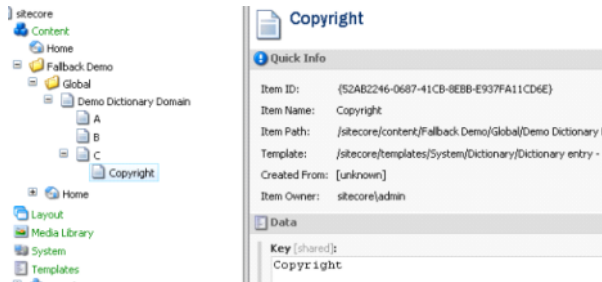 sitecore
Content
Home
Fallback Demo
Global
Demo Dictionary Domain
A
B
C
Copyright
Home
Layout
Media Library
System
Templates
Copyright
Quick Info
Item ID: {52AB2246-0687-41CB-8EBB-E937FA11CD6E}
Item Name: Copyright
Item Path: /sitecore/content/Fallback Demo/Global/Demo Dictionary
Template: /sitecore/templates/System/Dictionary/Dictionary entry -
Created From: [unknown]
Item Owner: sitecore\admin
Data
Key [shared]:
Copyright